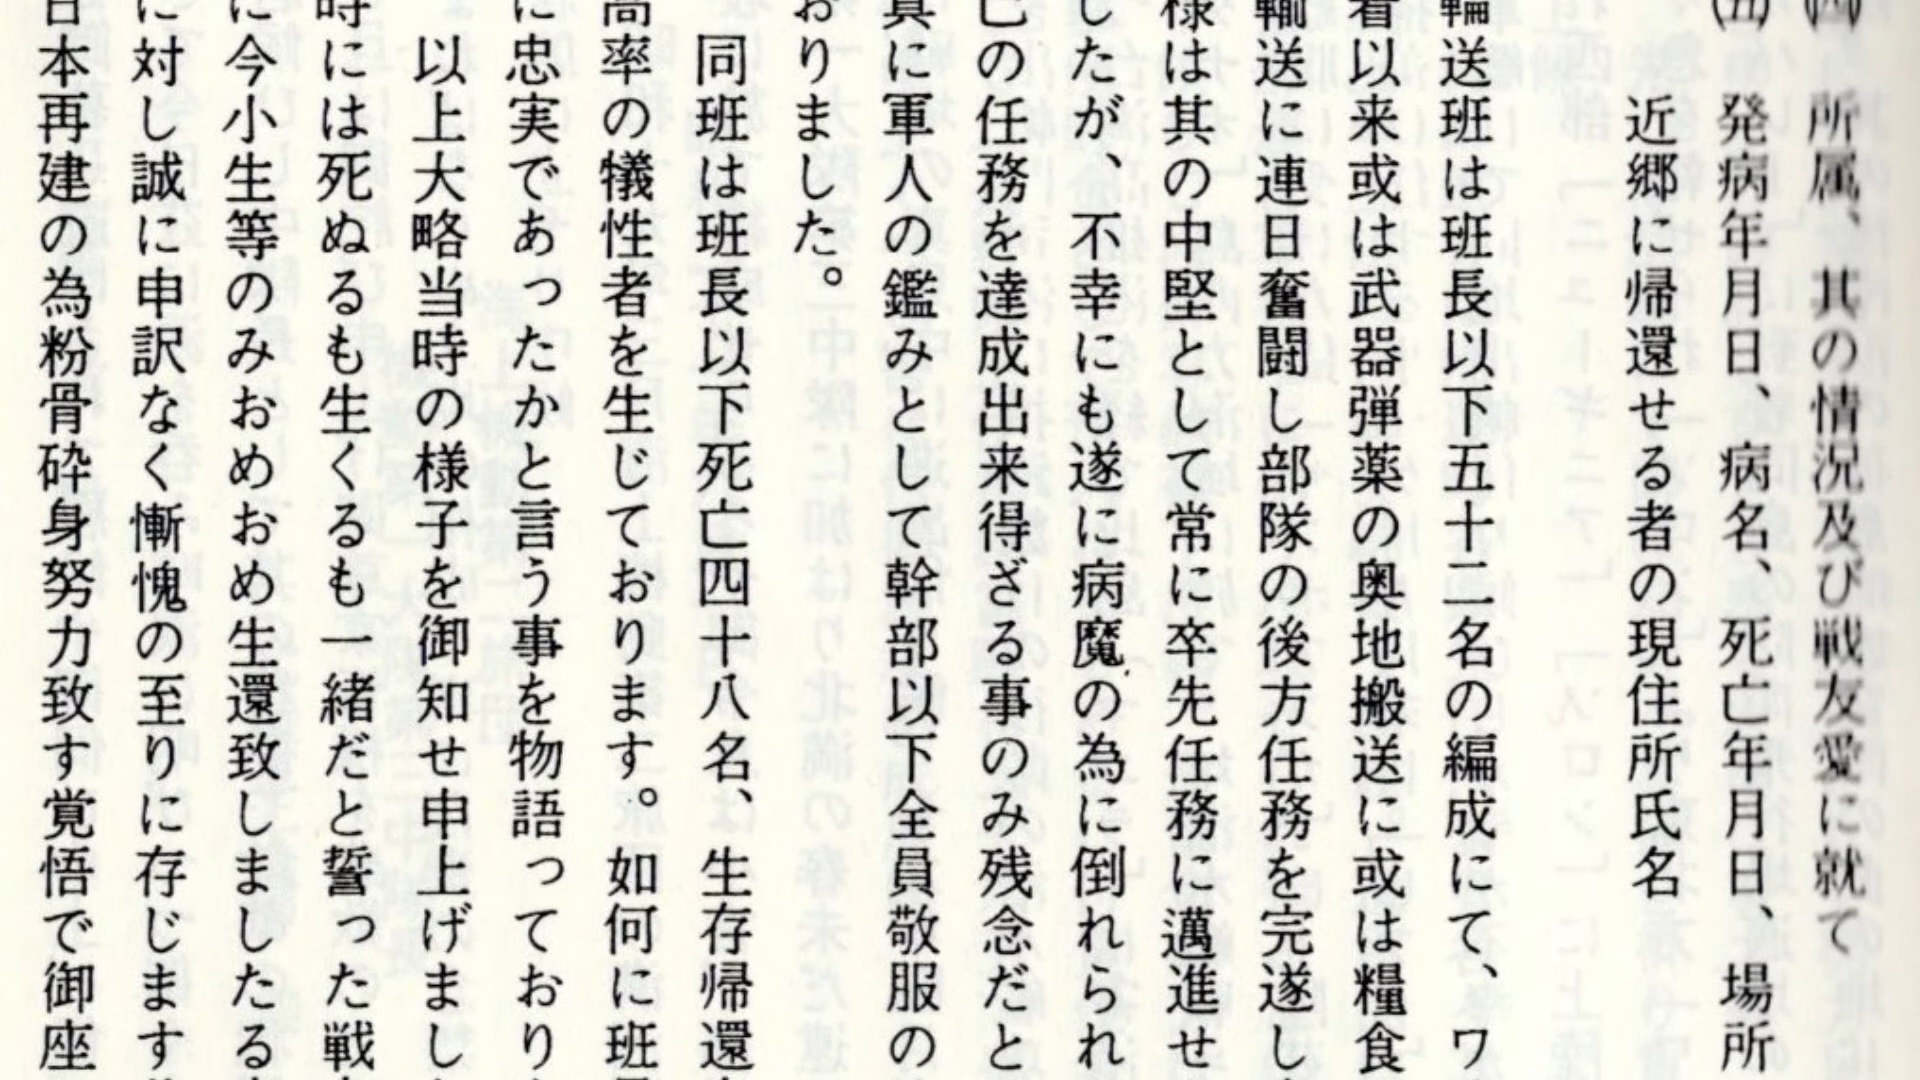 ㈣　所属、其の情況及び戦友愛に就て
㈤　発病年月日、病名、死亡年月日、場所
近郷に帰還せる者の現住所氏名
輸送班は班長以下五十二名の編成にて、ワ
着以来或は武器弾薬の奥地搬送に或は糧食
輸送に連日奮闘し部隊の後方任務を完遂し
様は其の中堅として常に卒先任務に邁進せ
したが、不幸にも遂に病魔の為に倒れられ
己の任務を達成出来得ざる事のみ残念だと
真に軍人の鑑みとして幹部以下全員敬服の
おりました。
同班は班長以下死亡四十八名、生存帰還
高率の犠性者を生じております。如何に班
に忠実であったかと言う事を物語っており
以上大略当時の様子を御知せ申上げまし
時には死ぬるも生くるも一緒だと誓った戦
に今小生等のみおめおめ生還致しましたる
に対し誠に申訳なく慚愧の至りに存じます
日本再建の為粉骨砕身努力致す覚悟で御座